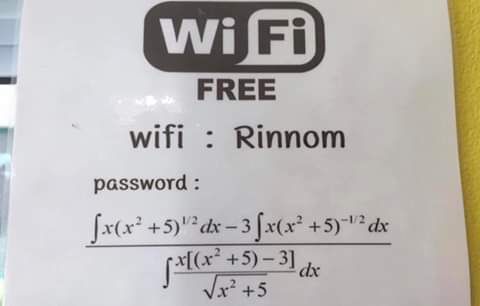 WiFi
FREE
wifi : Rinnom
password :
∫x(x² +5)^1/2 dx – 3∫x(x² +5)^–1/2 dx
∫ x[(x² +5) – 3]
√x² +5 dx